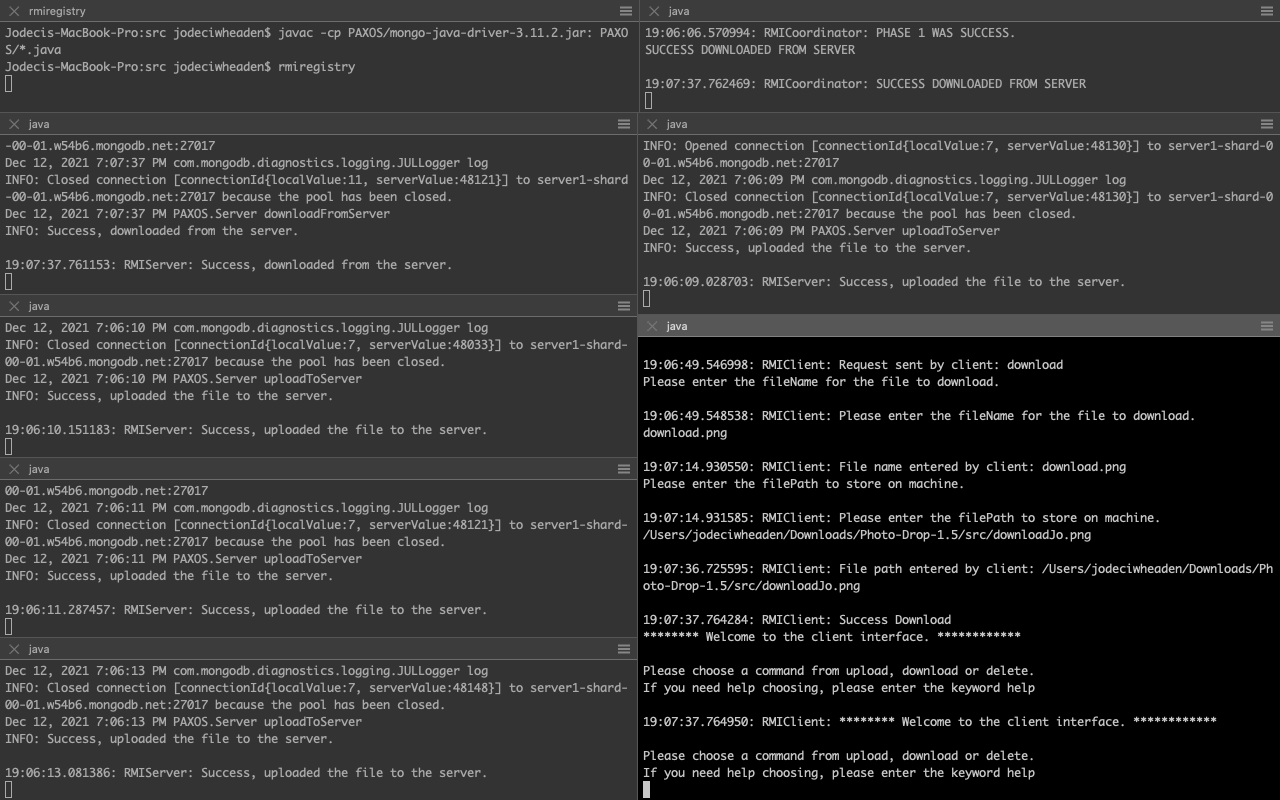 rmiregistry
Jodecis-MacBook-Pro:src jodeciwheaden$ javac -cp PAXOS/mongo-java-driver-3.11.2.jar: PAXO
S/*.java
Jodecis-MacBook-Pro:src jodeciwheaden$ rmiregistry
java
19:06:06.570994: RMICoordinator: PHASE 1 WAS SUCCESS.
SUCCESS DOWNLOADED FROM SERVER
19:07:37.762469: RMICoordinator: SUCCESS DOWNLOADED FROM SERVER
java
-00-01.w54b6.mongodb.net:27017
Dec 12, 2021 7:07:37 PM com.mongodb.diagnostics.logging.JULLogger log
INFO: Closed connection [connectionId{localValue:11, serverValue:48121}] to server1-shard
-00-01.w54b6.mongodb.net:27017 because the pool has been closed.
Dec 12, 2021 7:07:37 PM PAXOS.Server downloadFromServer
INFO: Success, downloaded from the server.
19:07:37.761153: RMIServer: Success, downloaded from the server.
java
INFO: Opened connection [connectionId{localValue:7, serverValue:48130}] to server1-shard-0
0-01.w54b6.mongodb.net:27017
Dec 12, 2021 7:06:09 PM com.mongodb.diagnostics.logging.JULLogger log
INFO: Closed connection [connectionId{localValue:7, serverValue:48130}] to server1-shard-0
0-01.w54b6.mongodb.net:27017 because the pool has been closed.
Dec 12, 2021 7:06:09 PM PAXOS.Server uploadToServer
INFO: Success, uploaded the file to the server.
19:06:09.028703: RMIServer: Success, uploaded the file to the server.
java
Dec 12, 2021 7:06:10 PM com.mongodb.diagnostics.logging.JULLogger log
INFO: Closed connection [connectionId{localValue:7, serverValue:48033}] to server1-shard-
00-01.w54b6.mongodb.net:27017 because the pool has been closed.
Dec 12, 2021 7:06:10 PM PAXOS.Server uploadToServer
INFO: Success, uploaded the file to the server.
19:06:10.151183: RMIServer: Success, uploaded the file to the server.
java
00-01.w54b6.mongodb.net:27017
Dec 12, 2021 7:06:11 PM com.mongodb.diagnostics.logging.JULLogger log
INFO: Closed connection [connectionId{localValue:7, serverValue:48121}] to server1-shard-
00-01.w54b6.mongodb.net:27017 because the pool has been closed.
Dec 12, 2021 7:06:11 PM PAXOS.Server uploadToServer
INFO: Success, uploaded the file to the server.
19:06:11.287457: RMIServer: Success, uploaded the file to the server.
java
Dec 12, 2021 7:06:13 PM com.mongodb.diagnostics.logging.JULLogger log
INFO: Closed connection [connectionId{localValue:7, serverValue:48148}] to server1-shard-
00-01.w54b6.mongodb.net:27017 because the pool has been closed.
Dec 12, 2021 7:06:13 PM PAXOS.Server uploadToServer
INFO: Success, uploaded the file to the server.
19:06:13.081386: RMIServer: Success, uploaded the file to the server.
java
19:06:49.546998: RMIClient: Request sent by client: download
Please enter the fileName for the file to download.
19:06:49.548538: RMIClient: Please enter the fileName for the file to download.
download.png
19:07:14.930550: RMIClient: File name entered by client: download.png
Please enter the filePath to store on machine.
19:07:14.931585: RMIClient: Please enter the filePath to store on machine.
/Users/jodeciwheaden/Downloads/Photo-Drop-1.5/src/downloadJo.png
19:07:36.725595: RMIClient: File path entered by client: /Users/jodeciwheaden/Downloads/Ph
oto-Drop-1.5/src/downloadJo.png
19:07:37.764284: RMIClient: Success Download
******** Welcome to the client interface. ************
Please choose a command from upload, download or delete.
If you need help choosing, please enter the keyword help
19:07:37.764950: RMIClient: ******** Welcome to the client interface. ************
Please choose a command from upload, download or delete.
If you need help choosing, please enter the keyword help